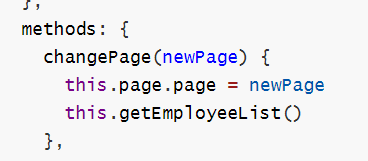 },
methods: {
changePage(newPage) {
this.page.page = newPage
this.getEmployeeList()
},